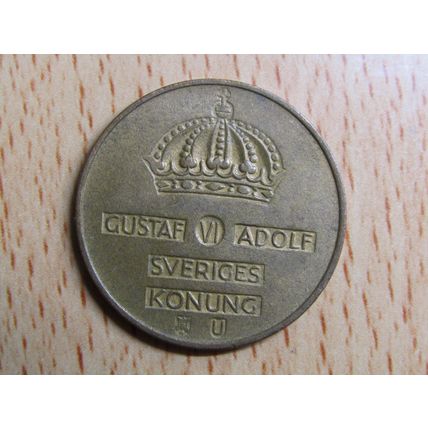 GUSTAF VI ADOLF
SVERIGES
KONUNG
U